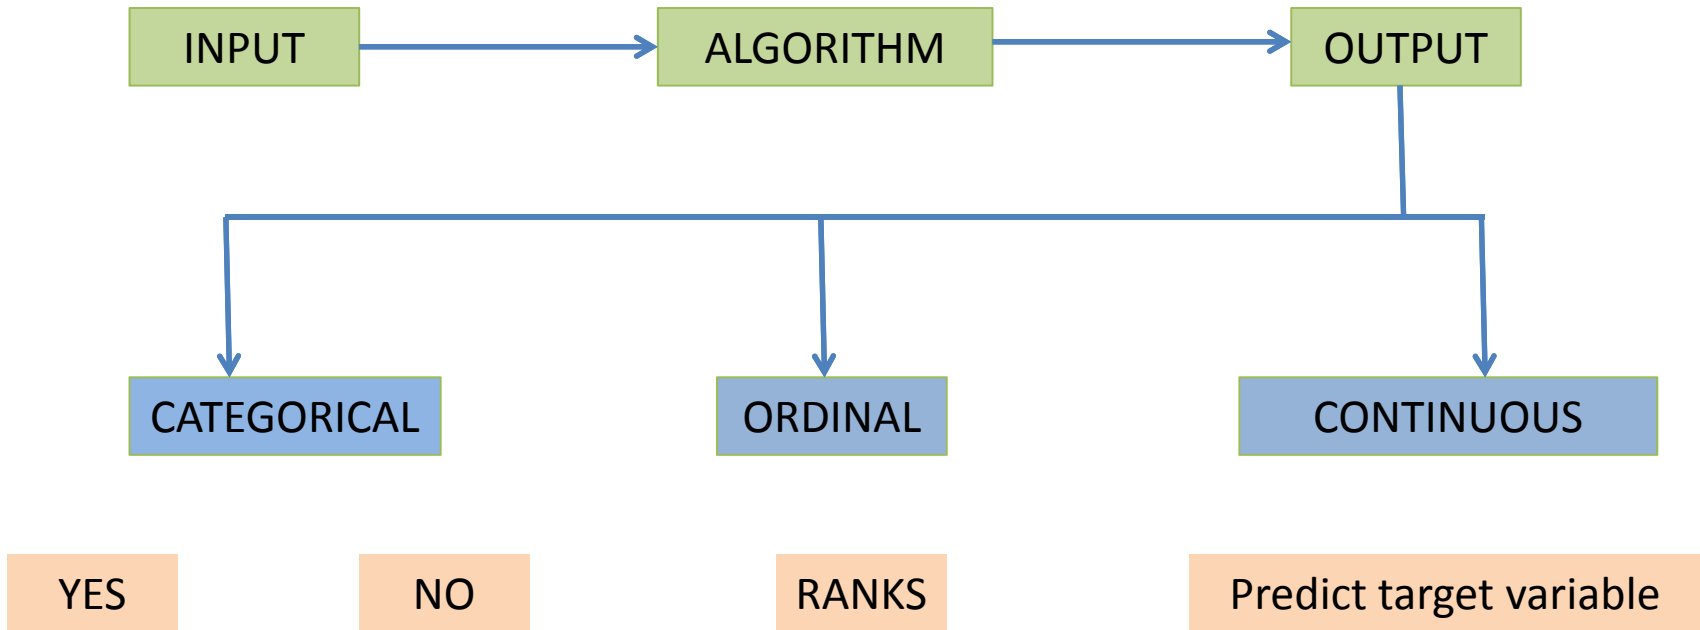 INPUT
ALGORITHM
OUTPUT
CATEGORICAL
ORDINAL
CONTINUOUS
YES
NO
RANKS
Predict target variable